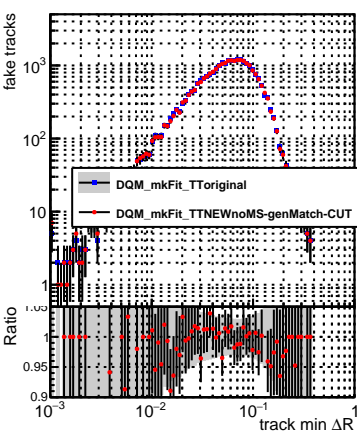 fake tracks
10³
10²
10
1
DQM_mkFit_TToriginal
DQM_mkFit_TTNEWnoMS-genMatch-CUT
Ratio
1.05
1
0.95
0.9
10⁻³ 10⁻² 10⁻¹ 1
track min ΔR